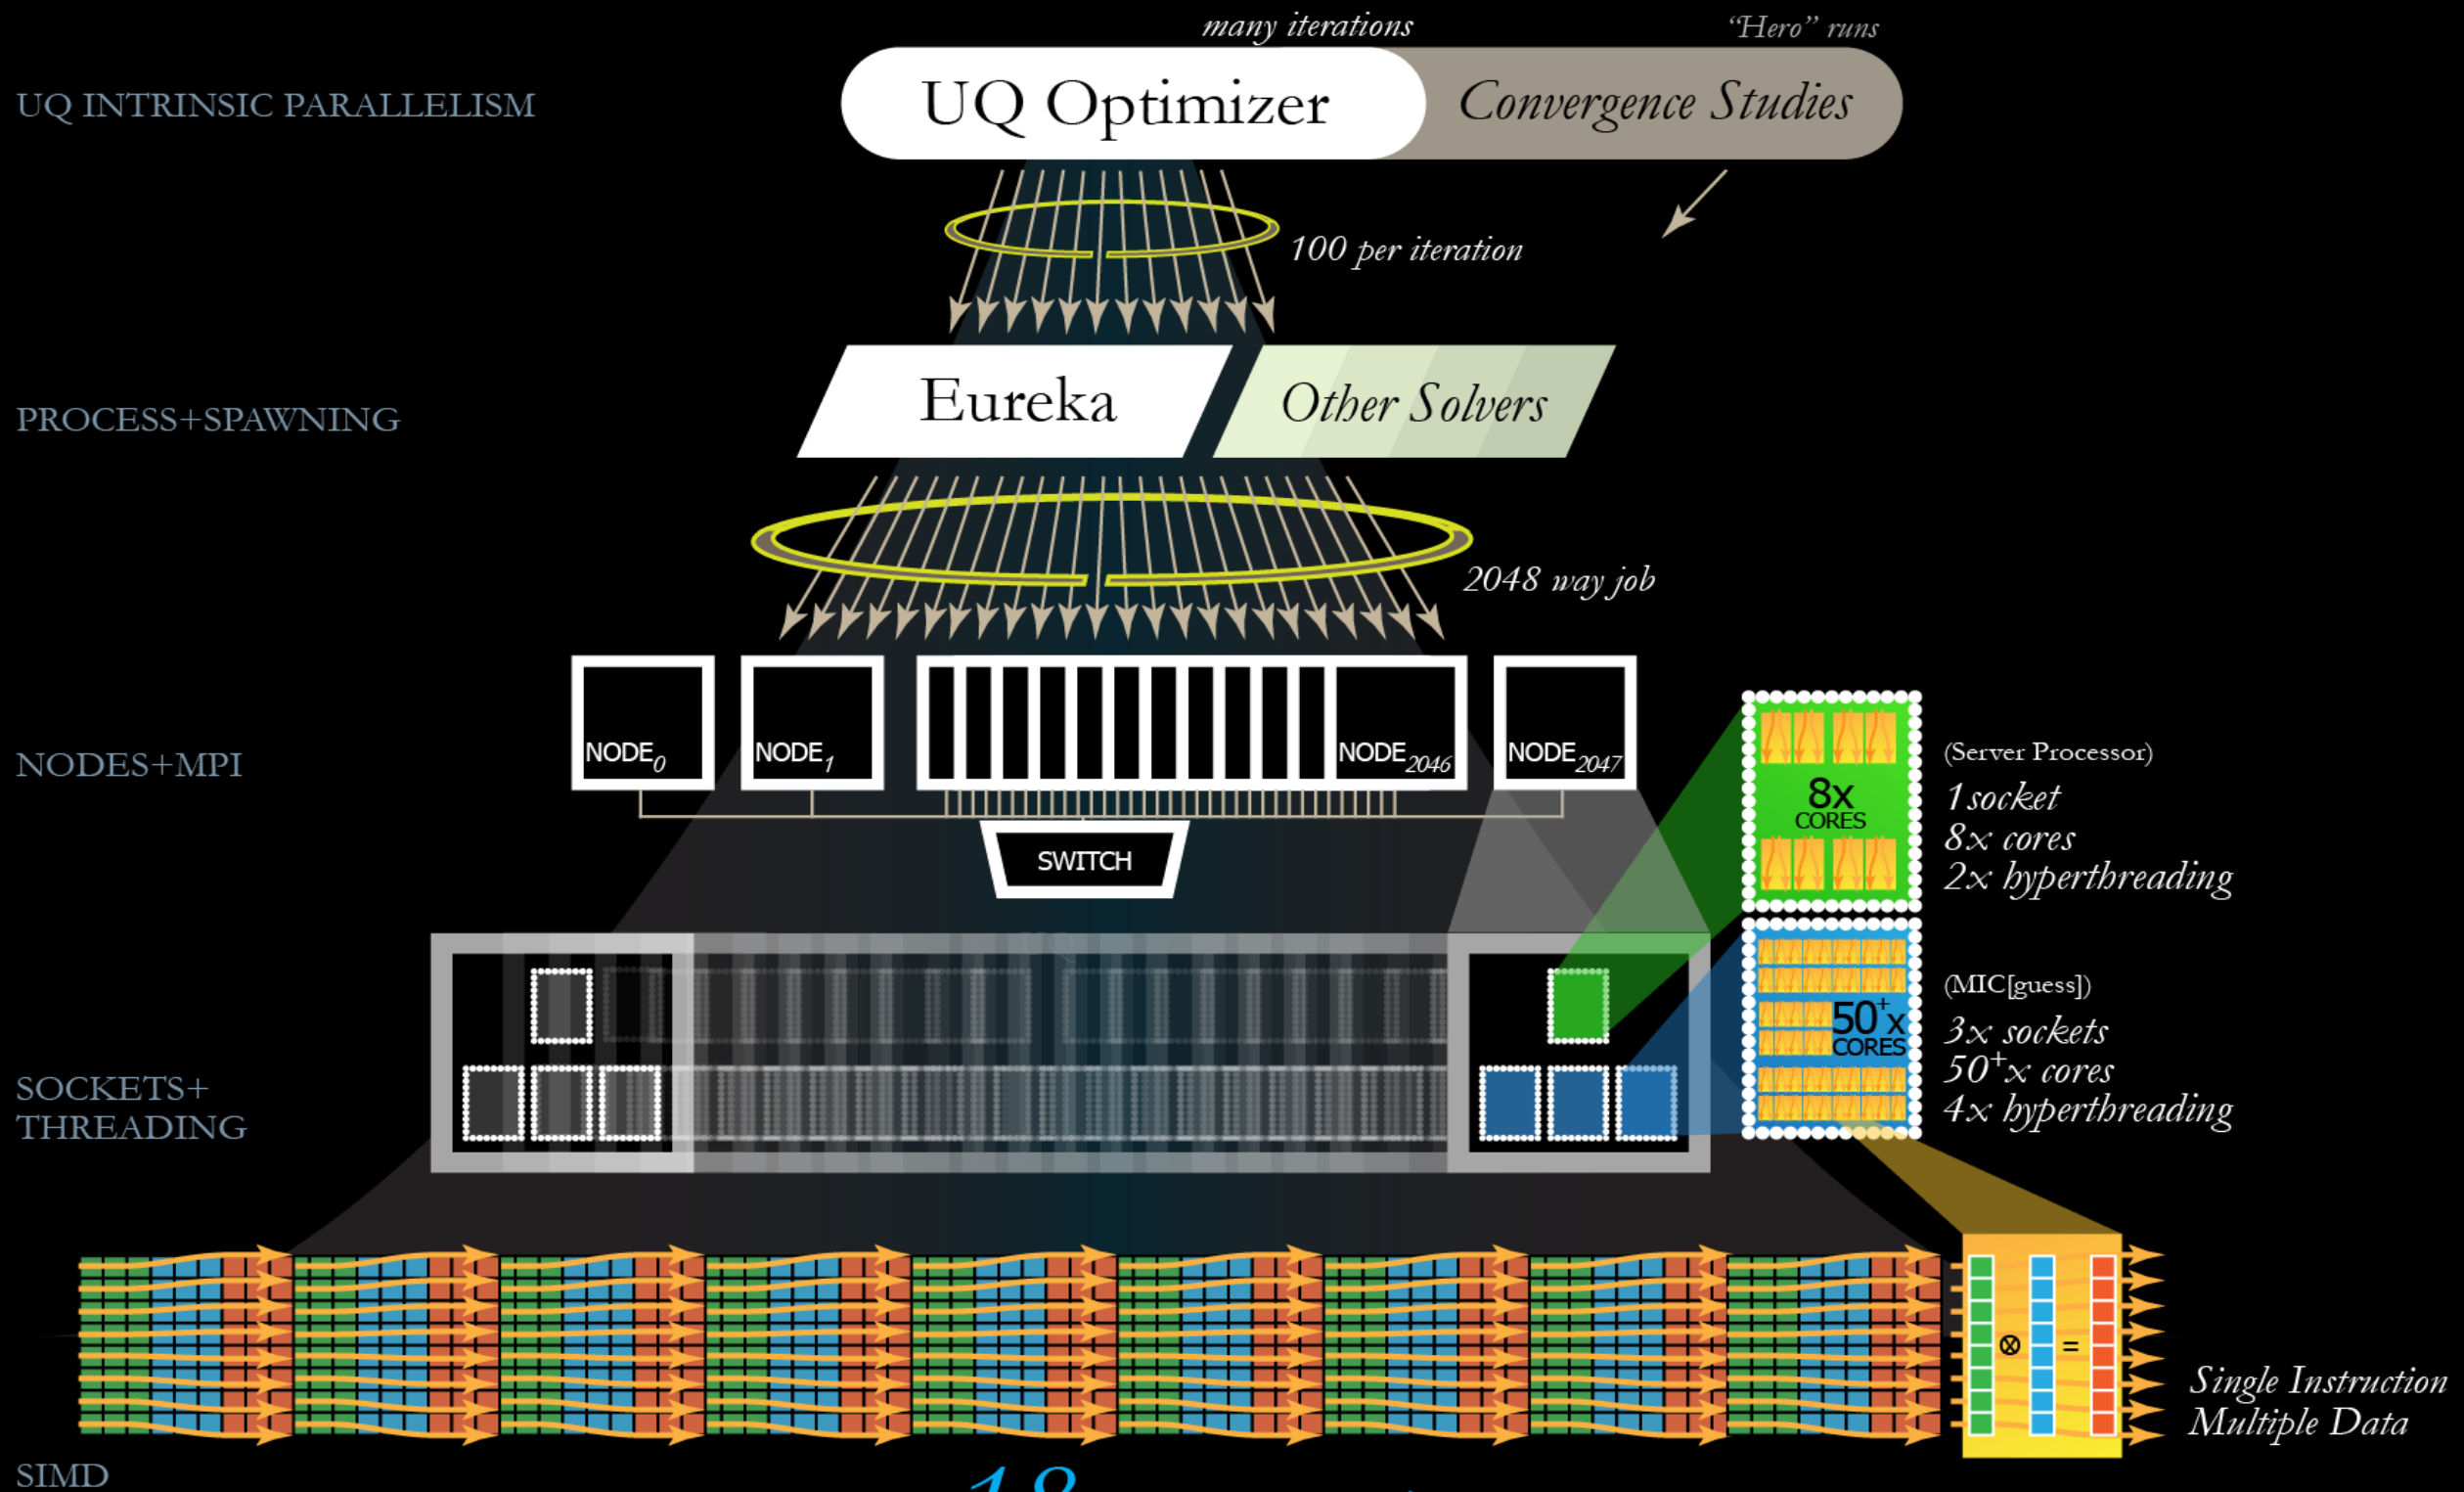 many iterations
“Hero” runs
UQ INTRINSIC PARALLELISM
UQ Optimizer
Convergence Studies
100 per iteration
PROCESS+SPAWNING
Eureka
Other Solvers
2048 way job
NODES+MPI
NODE0
NODE1
NODE2046
NODE2047
SWITCH
8x
CORES
(Server Processor)
1socket
8x cores
2x hyperthreading
SOCKETS+
THREADING
50+x
CORES
(MIC[guess])
3x sockets
50+x cores
4x hyperthreading
⊗ =
Single Instruction
Multiple Data
SIMD